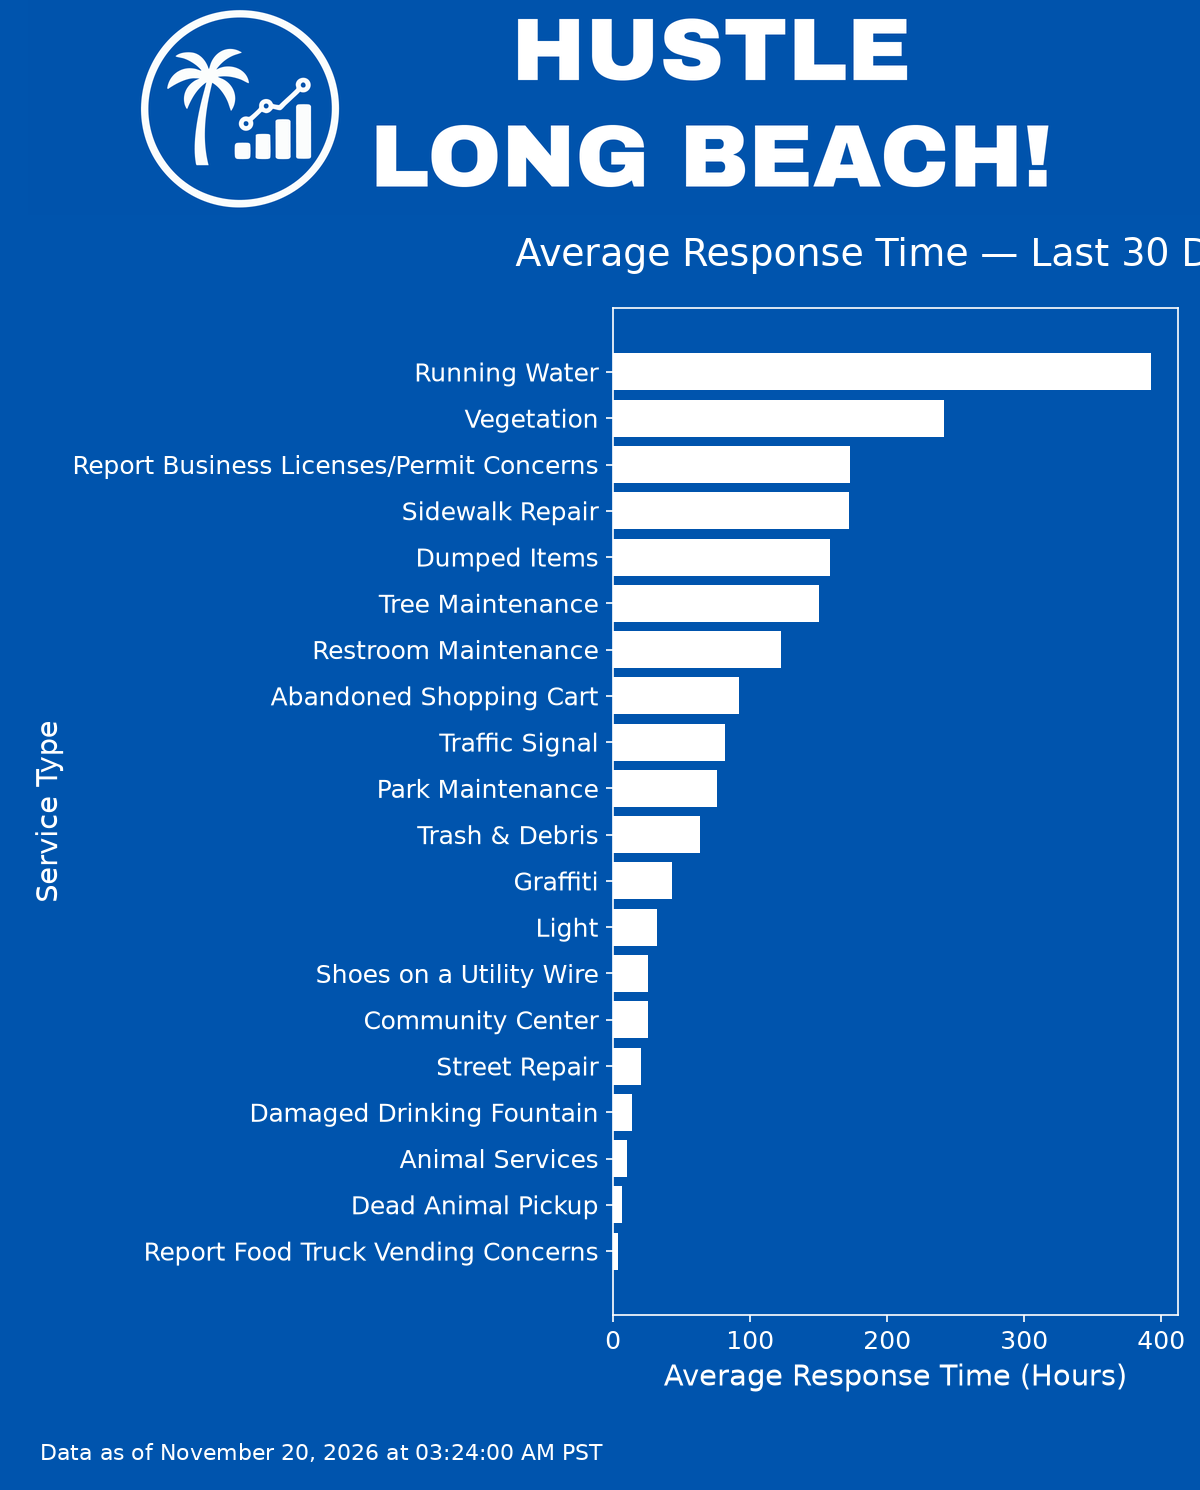 HUSTLE
LONG BEACH!
Average Response Time — Last 30 D
Running Water
Vegetation
Report Business Licenses/Permit Concerns
Sidewalk Repair
Dumped Items
Tree Maintenance
Restroom Maintenance
Abandoned Shopping Cart
Traffic Signal
Park Maintenance
Trash & Debris
Graffiti
Light
Shoes on a Utility Wire
Community Center
Street Repair
Damaged Drinking Fountain
Animal Services
Dead Animal Pickup
Report Food Truck Vending Concerns
Service Type
0 100 200 300 400
Average Response Time (Hours)
Data as of November 20, 2026 at 03:24:00 AM PST